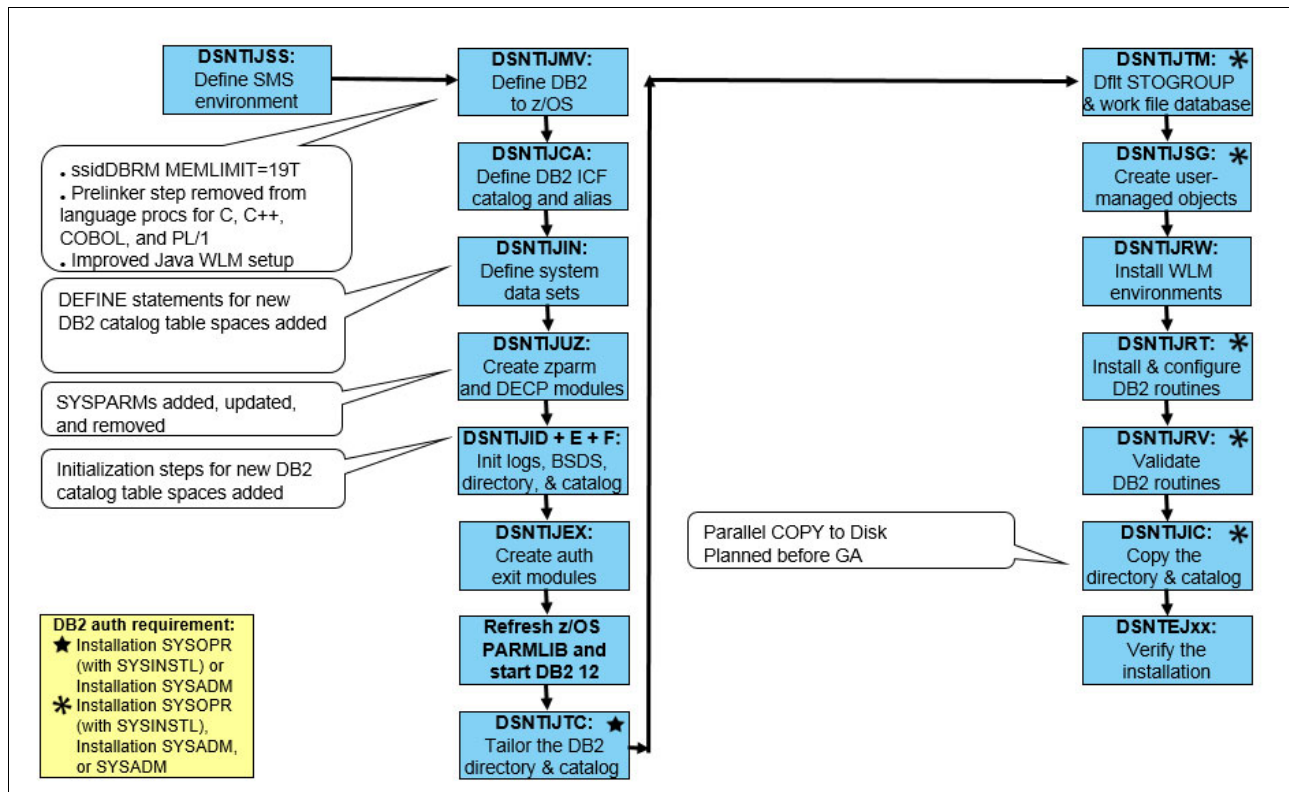 DSNTIJSS:
Define SMS
environment
DSNTIJMV:
Define DB2
to z/OS
. ssidDBRM MEMLIMIT=19T
. Prelinker step removed from
language procs for C, C++,
COBOL, and PL/1
. Improved Java WLM setup
DSNTIJCA:
Define DB2 ICF
catalog and alias
DSNTIJIN:
Define system
data sets
DEFINE statements for new
DB2 catalog table spaces added
DSNTIJUZ:
Create zparm
and DECP modules
SYSPARMs added, updated,
and removed
DSNTIJID + E + F:
Init logs, BSDS,
directory, & catalog
Initialization steps for new DB2
catalog table spaces added
DSNTIJEX:
Create auth
exit modules
Refresh z/OS
PARMLIB and
start DB2 12
DSNTIJTC: ★
Tailor the DB2
directory & catalog
DSNTIJTM: *
Dflt STOGROUP
& work file database
DSNTIJSG: *
Create user-
managed objects
DSNTIJRW:
Install WLM
environments
DSNTIJRT: *
Install & configure
DB2 routines
DSNTIJRV: *
Validate
DB2 routines
Parallel COPY to Disk
Planned before GA
DSNTIJIC: *
Copy the
directory & catalog
DSNTEJxx:
Verify the
installation
DB2 auth requirement:
★ Installation SYSOPR
(with SYSINSTL) or
Installation SYSADM
* Installation SYSOPR
(with SYSINSTL),
Installation SYSADM,
or SYSADM